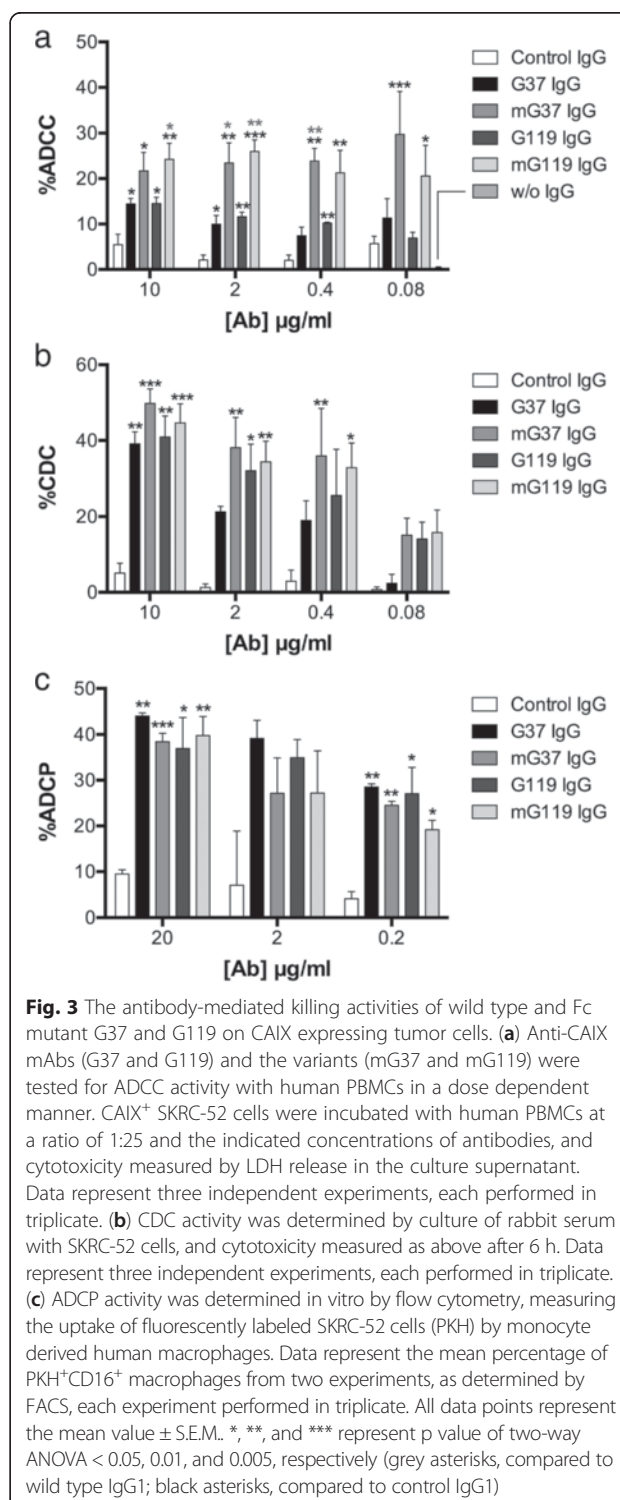 a
50
40
30
20
10
0
%ADCC
* * * ** * * ** * *** ** ** ** ** ** *** *
10 2 0.4 0.08
[Ab] µg/ml
Control IgG
G37 IgG
mG37 IgG
G119 IgG
mG119 IgG
w/o IgG
b
60
40
20
0
%CDC
** *** ** *** ** * ** ** *
10 2 0.4 0.08
[Ab] µg/ml
Control IgG
G37 IgG
mG37 IgG
G119 IgG
mG119 IgG
c
50
40
30
20
10
0
%ADCP
** *** * ** ** ** * *
20 2 0.2
[Ab] µg/ml
Control IgG
G37 IgG
mG37 IgG
G119 IgG
mG119 IgG
Fig. 3 The antibody-mediated killing activities of wild type and Fc
mutant G37 and G119 on CAIX expressing tumor cells. (a) Anti-CAIX
mAbs (G37 and G119) and the variants (mG37 and mG119) were
tested for ADCC activity with human PBMCs in a dose dependent
manner. CAIX+ SKRC-52 cells were incubated with human PBMCs at
a ratio of 1:25 and the indicated concentrations of antibodies, and
cytotoxicity measured by LDH release in the culture supernatant.
Data represent three independent experiments, each performed in
triplicate. (b) CDC activity was determined by culture of rabbit serum
with SKRC-52 cells, and cytotoxicity measured as above after 6 h. Data
represent three independent experiments, each performed in triplicate.
(c) ADCP activity was determined in vitro by flow cytometry, measuring
the uptake of fluorescently labeled SKRC-52 cells (PKH) by monocyte
derived human macrophages. Data represent the mean percentage of
PKH+CD16+ macrophages from two experiments, as determined by
FACS, each experiment performed in triplicate. All data points represent
the mean value ± S.E.M.. *, **, and *** represent p value of two-way
ANOVA < 0.05, 0.01, and 0.005, respectively (grey asterisks, compared to
wild type IgG1; black asterisks, compared to control IgG1)